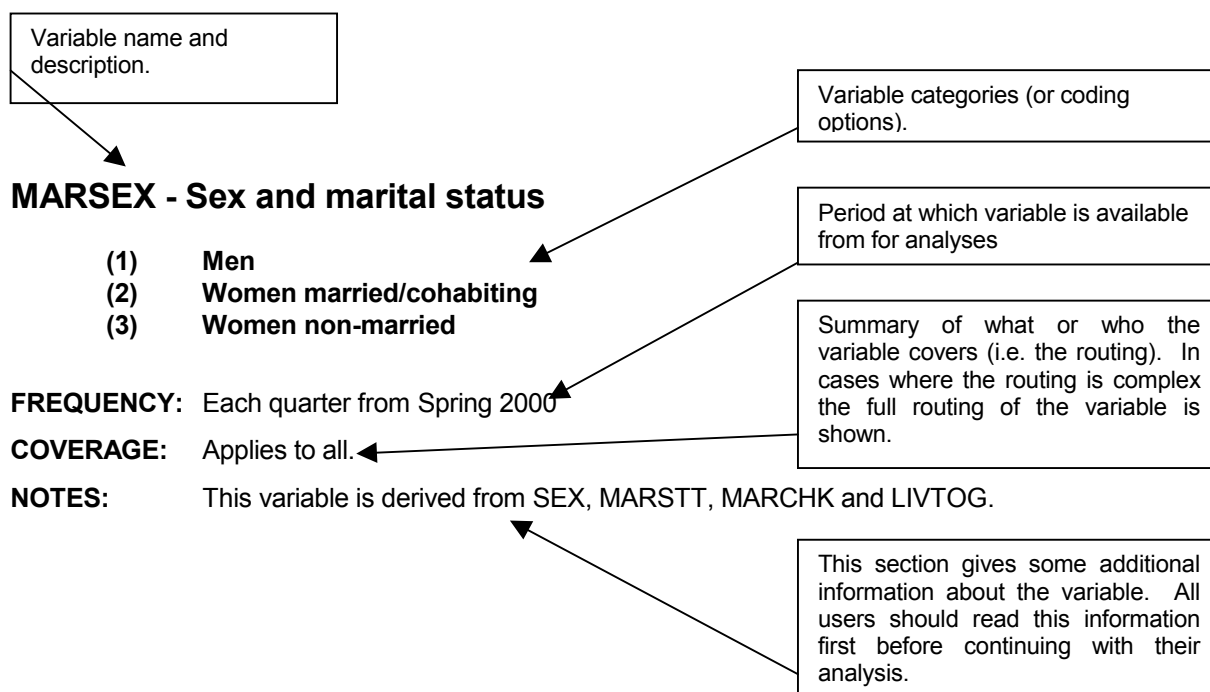 Variable name and
description.
Variable categories (or coding
options).
MARSEX - Sex and marital status
Period at which variable is available
from for analyses
(1) Men
(2) Women married/cohabiting
(3) Women non-married
Summary of what or who the
variable covers (i.e. the routing). In
cases where the routing is complex
the full routing of the variable is
shown.
FREQUENCY: Each quarter from Spring 2000
COVERAGE: Applies to all.
NOTES: This variable is derived from SEX, MARSTT, MARCHK and LIVTOG.
This section gives some additional
information about the variable. All
users should read this information
first before continuing with their
analysis.